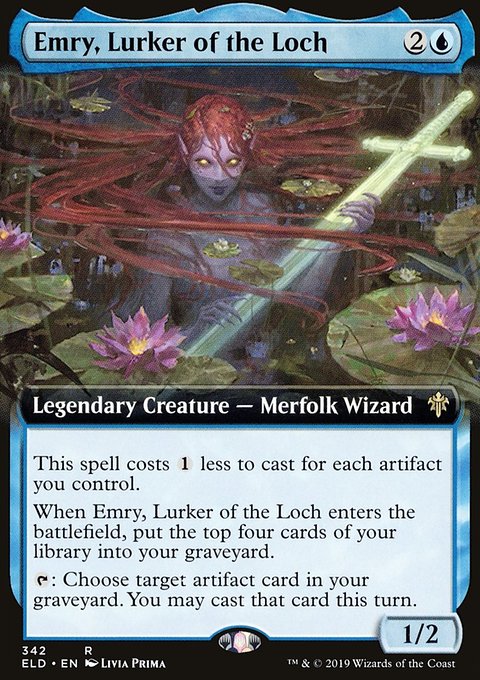 Emry, Lurker of the Loch 2
Legendary Creature — Merfolk Wizard
This spell costs 1 less to cast for each artifact
you control.
When Emry, Lurker of the Loch enters the
battlefield, put the top four cards of your
library into your graveyard.
: Choose target artifact card in your
graveyard. You may cast that card this turn.
1/2
342 R
ELD • EN Livia Prima
™ & © 2019 Wizards of the Coast